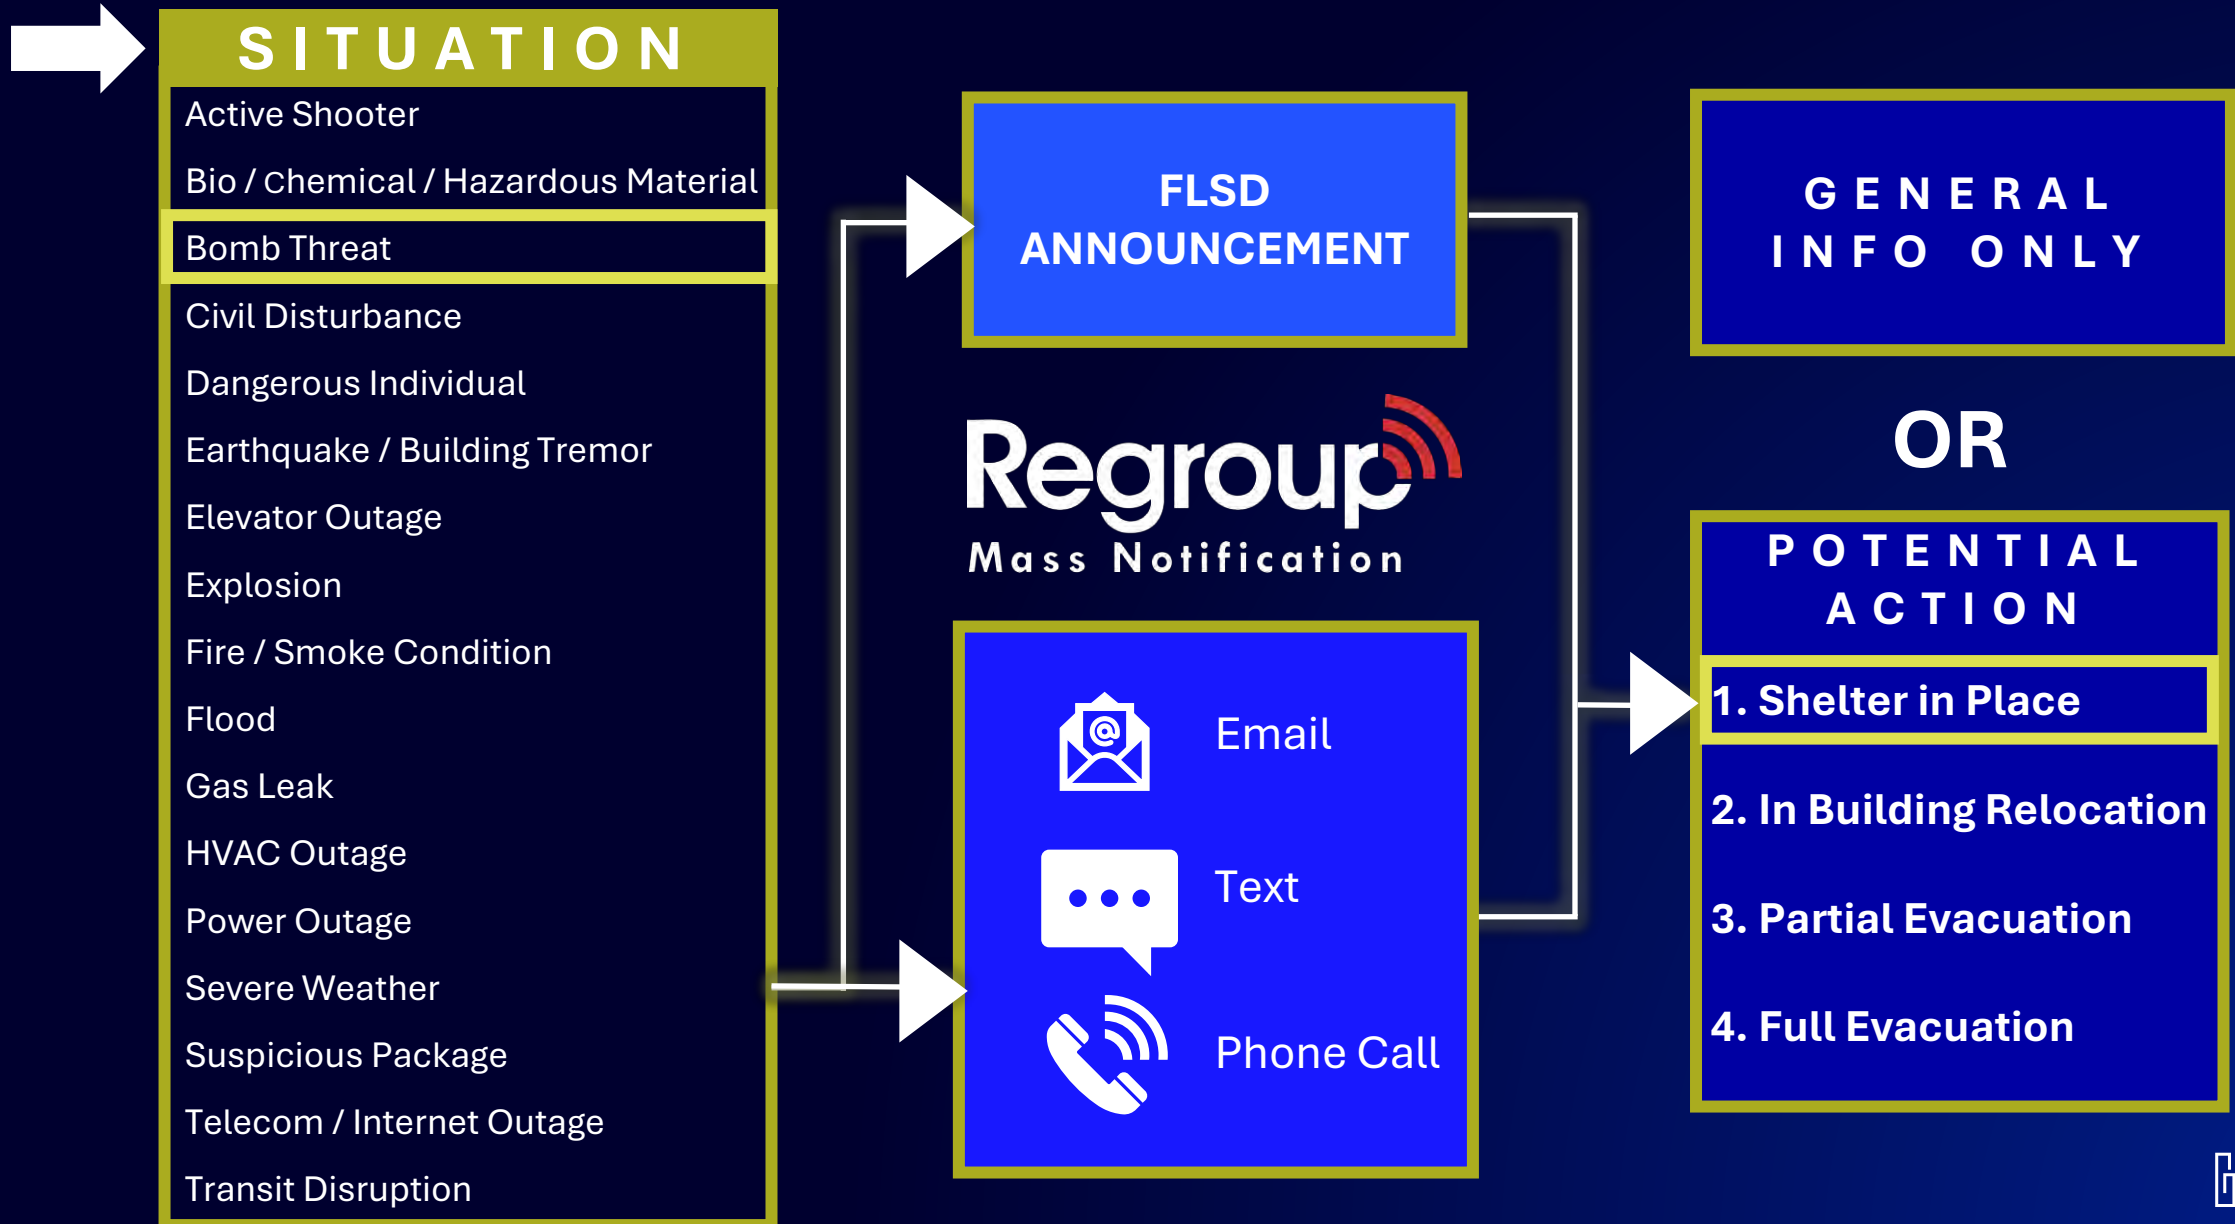 SITUATION
Active Shooter
Bio / Chemical / Hazardous Material
Bomb Threat
Civil Disturbance
Dangerous Individual
Earthquake / Building Tremor
Elevator Outage
Explosion
Fire / Smoke Condition
Flood
Gas Leak
HVAC Outage
Power Outage
Severe Weather
Suspicious Package
Telecom / Internet Outage
Transit Disruption
FLSD
ANNOUNCEMENT
Regroup
Mass Notification
@
Email
Text
Phone Call
GENERAL
INFO ONLY
OR
POTENTIAL
ACTION
1. Shelter in Place
2. In Building Relocation
3. Partial Evacuation
4. Full Evacuation